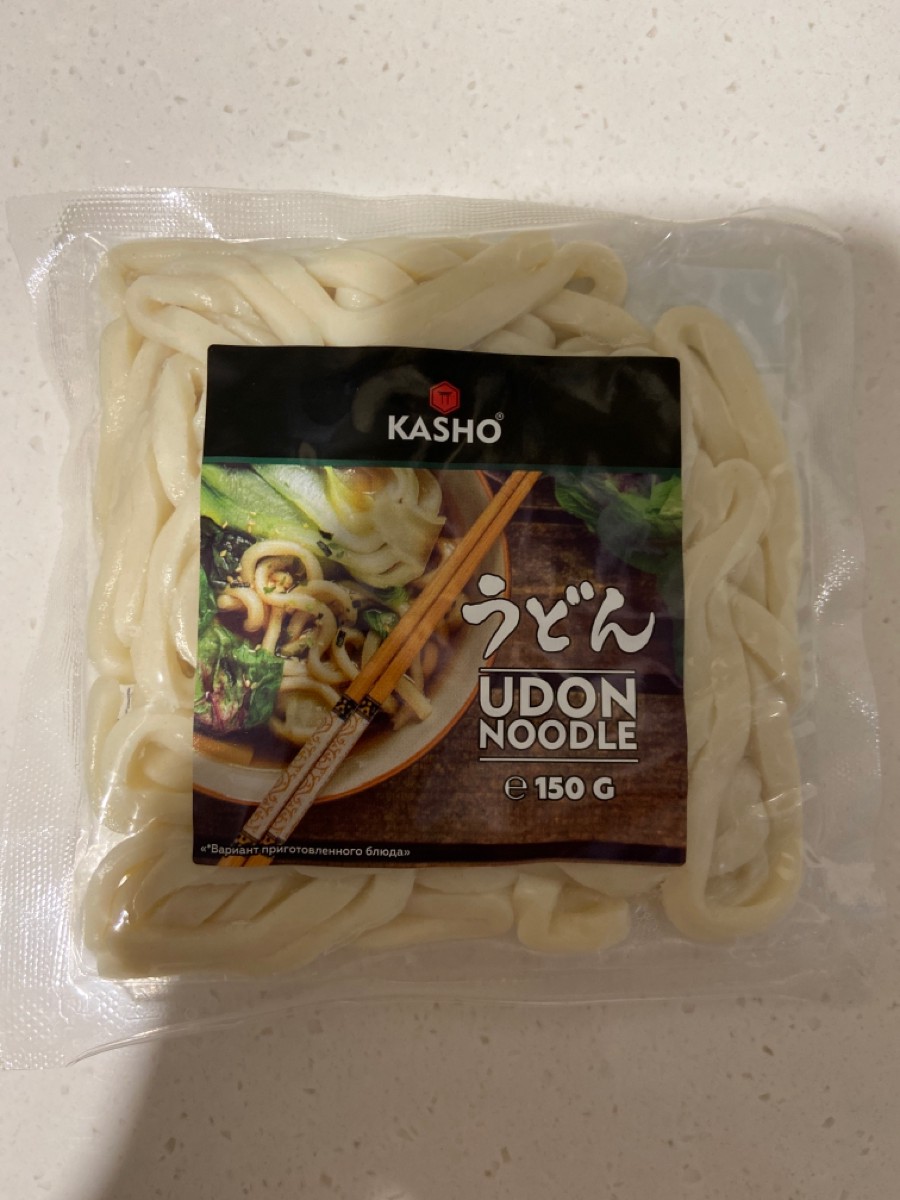 KASHO®
うどん
UDON
NOODLE
℮ 150 G
«*Вариант приготовленного блюда»